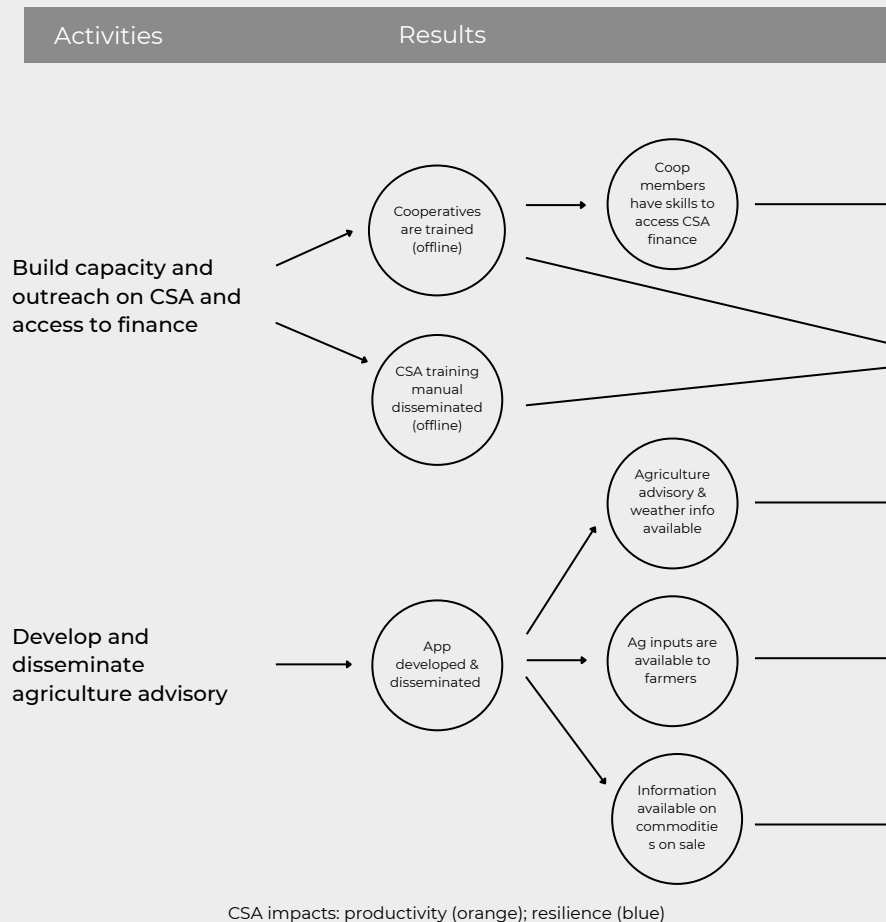 Activities
Results
Coop
members
have skills to
access CSA
finance
Cooperatives
are trained
(offline)
Build capacity and
outreach on CSA and
access to finance
CSA training
manual
disseminated
(offline)
Agriculture
advisory &
weather info
available
Develop and
disseminate
agriculture advisory
App
developed &
disseminated
Ag inputs are
available to
farmers
Information
available on
commoditie
s on sale
CSA impacts: productivity (orange); resilience (blue)